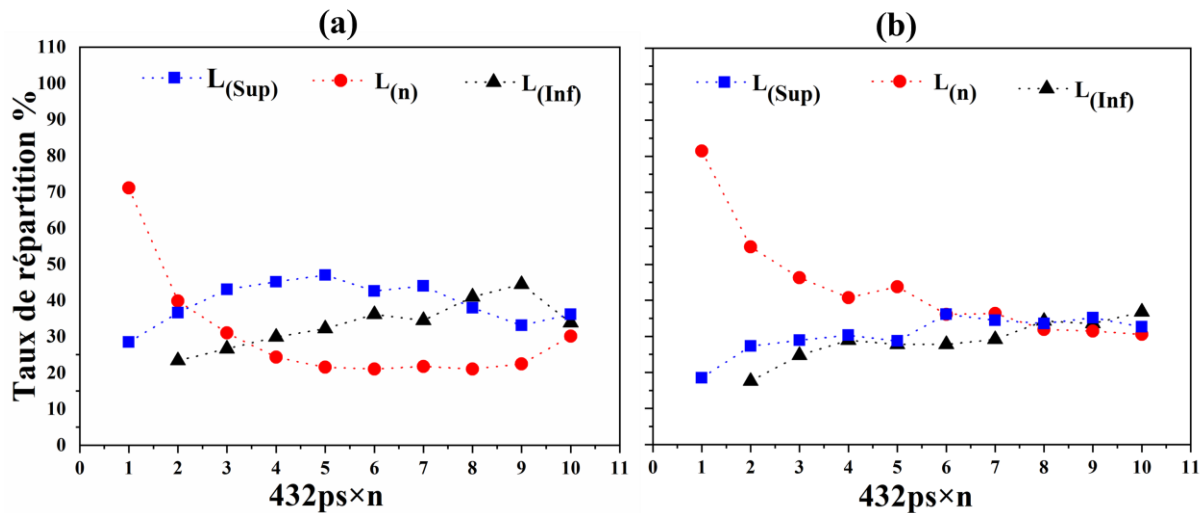 (a)
(b)
Taux de répartition %
110
100
90
80
70
60
50
40
30
20
10
0
L(Sup) L(n) L(Inf)
L(Sup) L(n) L(Inf)
0 1 2 3 4 5 6 7 8 9 10 11
0 1 2 3 4 5 6 7 8 9 10 11
432ps×n
432ps×n